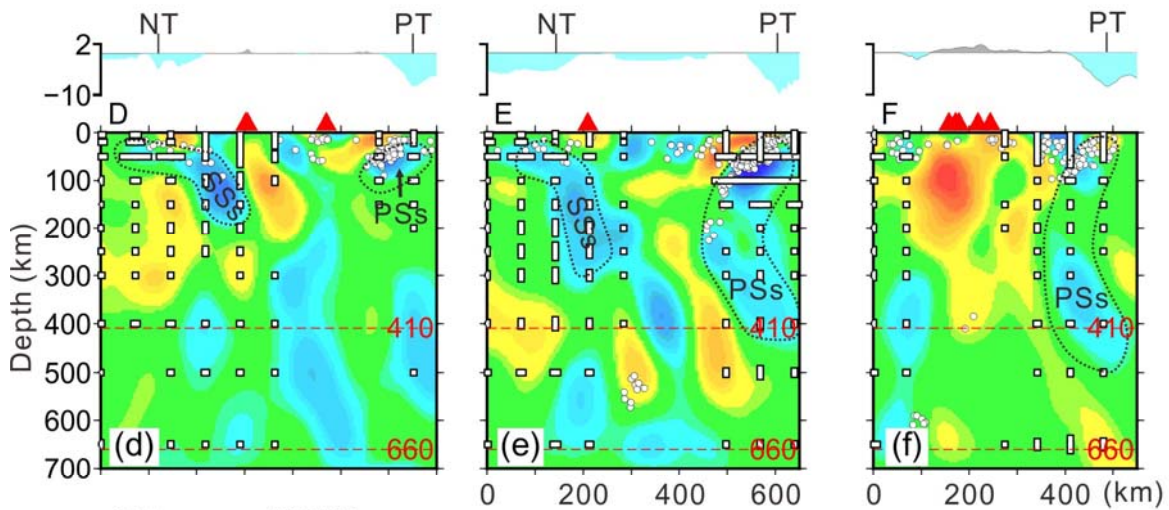 NT PT NT PT PT
2
-10
D E F
0
100
200
300
400
500
600
700
Depth (km)
SSs PSs
SSs PSs
PSs
410 410 410
660 660 660
(d) (e) (f)
0 200 400 600 0 200 400 (km)